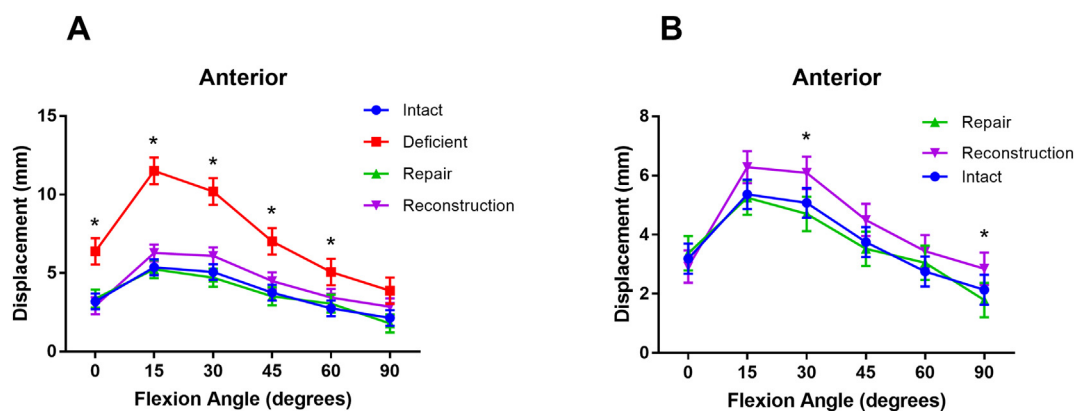 A
Anterior
Displacement (mm)
15
10
5
0
*
*
*
*
*
0 15 30 45 60 90
Flexion Angle (degrees)
Intact
Deficient
Repair
Reconstruction
B
Anterior
Displacement (mm)
8
6
4
2
0
*
*
0 15 30 45 60 90
Flexion Angle (degrees)
Repair
Reconstruction
Intact